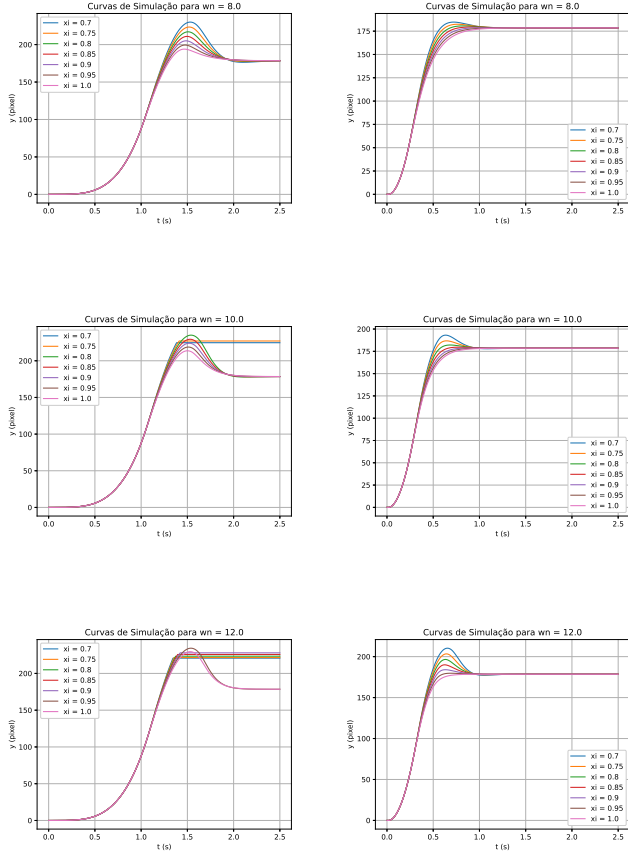 Curvas de Simulação para wn = 8.0
y (pixel)
200
150
100
50
0
xi = 0.7
xi = 0.75
xi = 0.8
xi = 0.85
xi = 0.9
xi = 0.95
xi = 1.0
0.0 0.5 1.0 1.5 2.0 2.5
t (s)
Curvas de Simulação para wn = 8.0
y (pixel)
175
150
125
100
75
50
25
0
xi = 0.7
xi = 0.75
xi = 0.8
xi = 0.85
xi = 0.9
xi = 0.95
xi = 1.0
0.0 0.5 1.0 1.5 2.0 2.5
t (s)
Curvas de Simulação para wn = 10.0
y (pixel)
200
150
100
50
0
xi = 0.7
xi = 0.75
xi = 0.8
xi = 0.85
xi = 0.9
xi = 0.95
xi = 1.0
0.0 0.5 1.0 1.5 2.0 2.5
t (s)
Curvas de Simulação para wn = 10.0
y (pixel)
200
175
150
125
100
75
50
25
0
xi = 0.7
xi = 0.75
xi = 0.8
xi = 0.85
xi = 0.9
xi = 0.95
xi = 1.0
0.0 0.5 1.0 1.5 2.0 2.5
t (s)
Curvas de Simulação para wn = 12.0
y (pixel)
200
150
100
50
0
xi = 0.7
xi = 0.75
xi = 0.8
xi = 0.85
xi = 0.9
xi = 0.95
xi = 1.0
0.0 0.5 1.0 1.5 2.0 2.5
t (s)
Curvas de Simulação para wn = 12.0
y (pixel)
200
150
100
50
0
xi = 0.7
xi = 0.75
xi = 0.8
xi = 0.85
xi = 0.9
xi = 0.95
xi = 1.0
0.0 0.5 1.0 1.5 2.0 2.5
t (s)